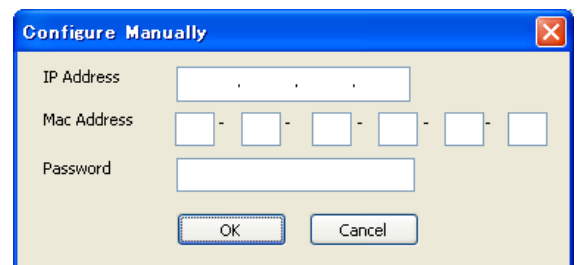 Configure Manually
IP Address . . .
Mac Address - - - - -
Password
OK Cancel